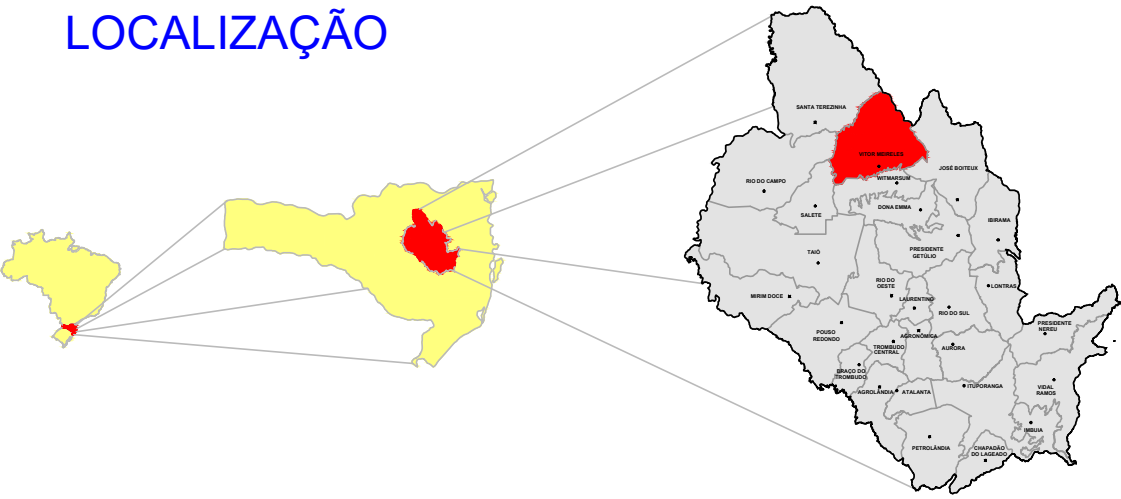 LOCALIZAÇÃO
SANTA TEREZINHA
VITOR MEIRELES
JOSÉ BOITEUX
RIO DO CAMPO
WITMARSUM
SALETE
DONA EMMA
IBIRAMA
TAIÓ
PRESIDENTE
GETÚLIO
RIO DO
OESTE
LONTRAS
MIRIM DOCE
LAURENTINO
RIO DO SUL
PRESIDENTE
NEREU
POUSO
REDONDO
AGRONÔMICA
TROMBUDO
CENTRAL
AURORA
BRAÇO DO
TROMBUDO
AGROLÂNDIA
ATALANTA
ITUPORANGA
VIDAL
RAMOS
IMBUIA
PETROLÂNDIA
CHAPADÃO
DO LAGEADO